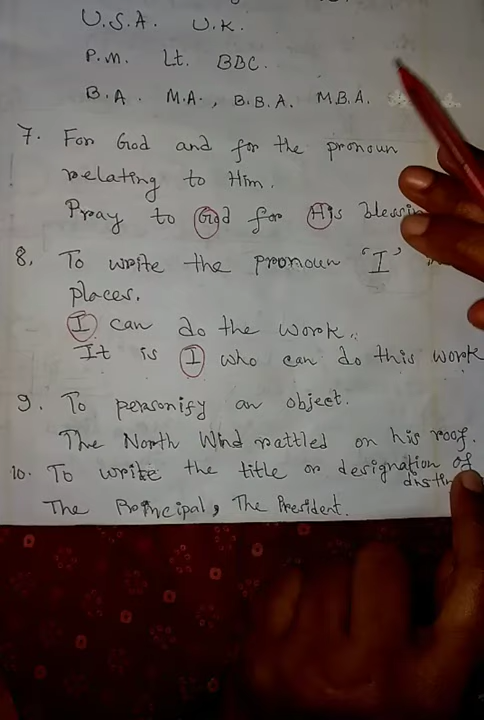 U.S.A. U.K.
P.M. Lt. BBC.
B.A. M.A., B.B.A. M.B.A.
7. For God and for the pronoun
relating to Him.
Pray to God for His
8. To write the pronoun 'I'
places.
I can do the work.
It is I who can do this work
9. To personify an object.
The North Wind rattled on his roof.
10. To write the title or designation of
The Principal, The President.